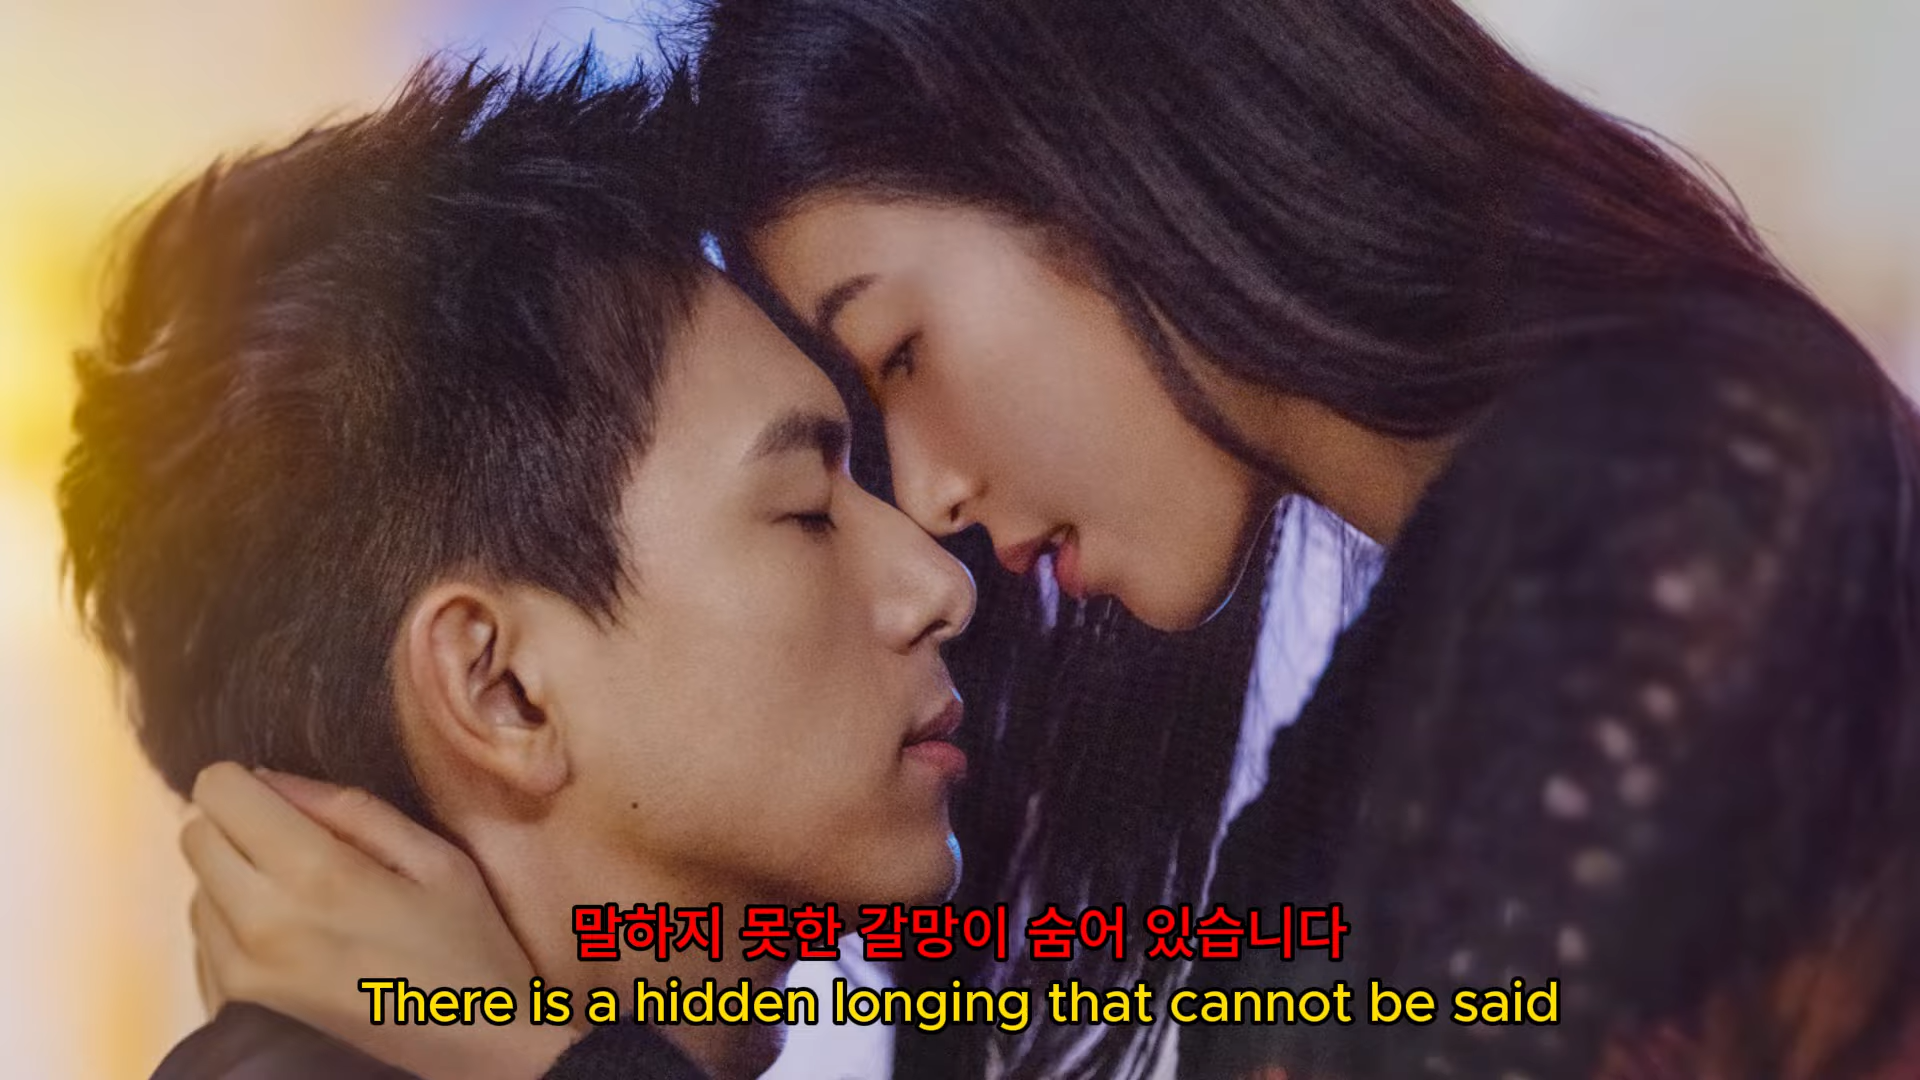 말하지 못한 갈망이 숨어 있습니다
There is a hidden longing that cannot be said